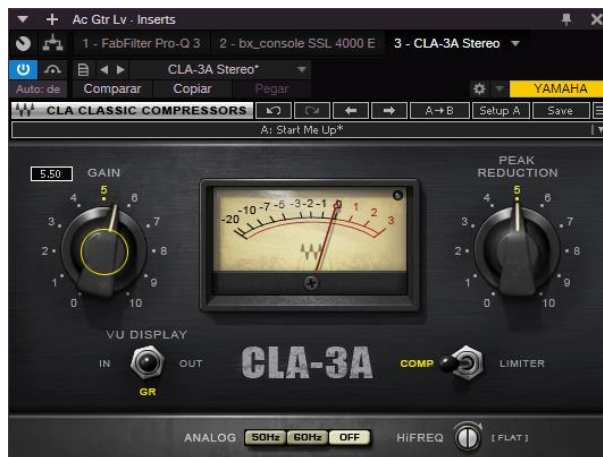 Ac Gtr Lv - Inserts
1 - FabFilter Pro-Q 3 2 - bx_console SSL 4000 E 3 - CLA-3A Stereo
CLA-3A Stereo*
Auto: de Comparar Copiar Pegar YAMAHA
CLA CLASSIC COMPRESSORS A→B Setup A Save
A: Start Me Up*
5.50 GAIN
0 1 2 3 4 5 6 7 8 9 10
-20 -10 -7 -5 -3 -2 -1 0 1 2 3
PEAK
REDUCTION
0 1 2 3 4 5 6 7 8 9 10
VU DISPLAY
IN OUT
GR
CLA-3A
COMP LIMITER
ANALOG 50Hz 60Hz OFF HiFREQ [FLAT]